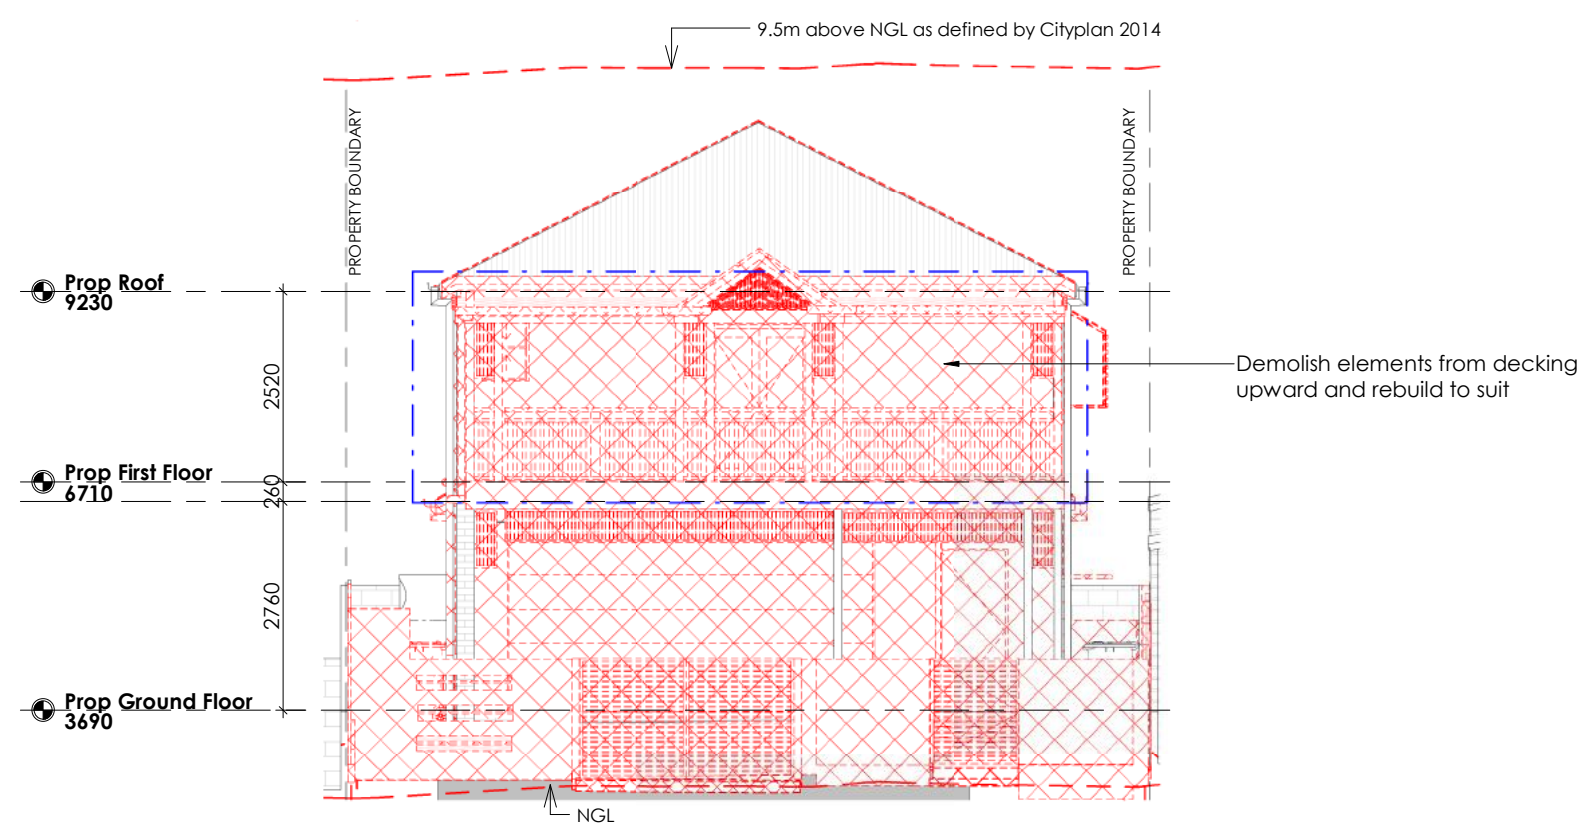 9.5m above NGL as defined by Cityplan 2014
PROPERTY BOUNDARY
PROPERTY BOUNDARY
Prop Roof
9230
2520
Demolish elements from decking
upward and rebuild to suit
Prop First Floor
6710
260
2760
Prop Ground Floor
3690
NGL